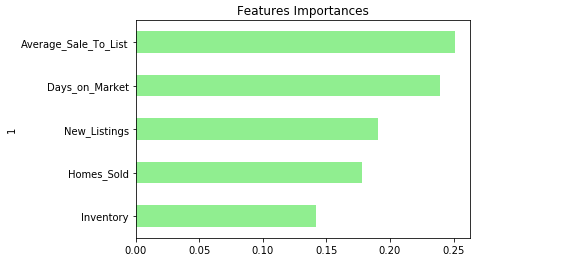 Features Importances
Average_Sale_To_List
Days_on_Market
New_Listings
Homes_Sold
Inventory
1
0.00 0.05 0.10 0.15 0.20 0.25